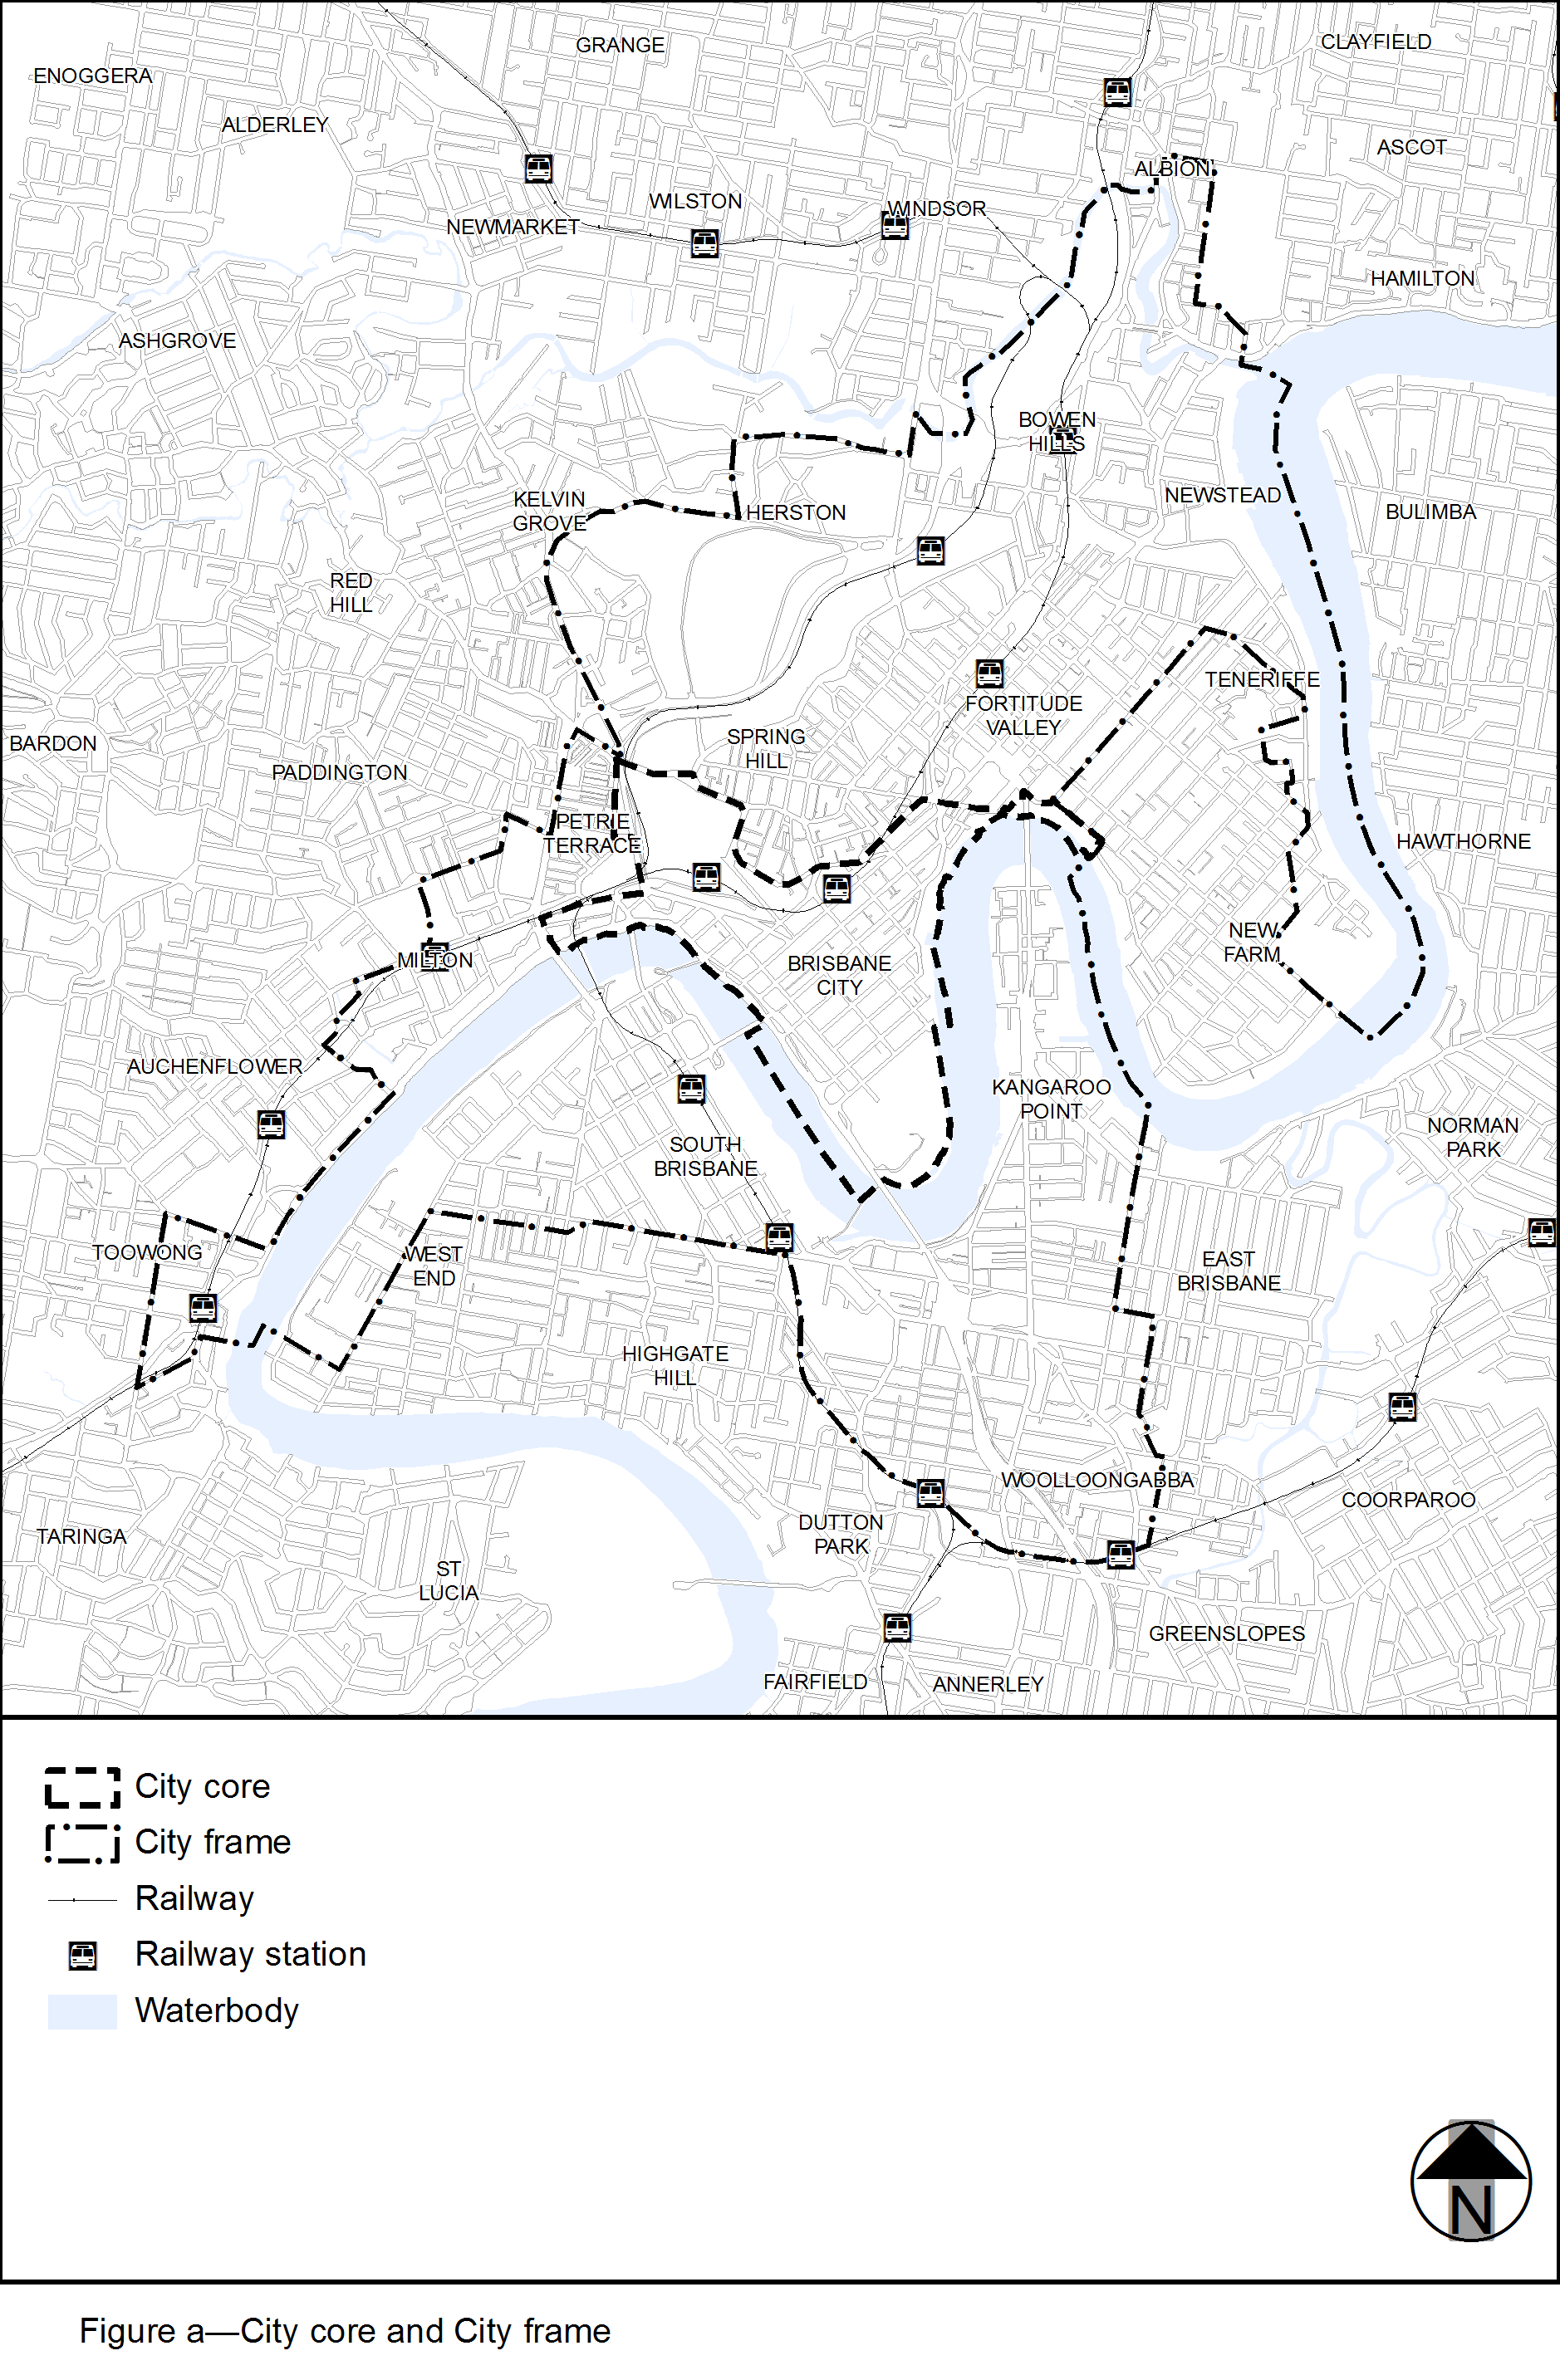 GRANGE
CLAYFIELD
ENOGGERA
ALDERLEY
ASCOT
ALBION
WILSTON
WINDSOR
NEWMARKET
HAMILTON
ASHGROVE
BOWEN
HILLS
KELVIN
GROVE
HERSTON
NEWSTEAD
BULIMBA
RED
HILL
TENERIFFE
FORTITUDE
VALLEY
BARDON
SPRING
HILL
PADDINGTON
PETRIE
TERRACE
HAWTHORNE
NEW
FARM
MILTON
BRISBANE
CITY
AUCHENFLOWER
KANGAROO
POINT
NORMAN
PARK
SOUTH
BRISBANE
TOOWONG
WEST
END
EAST
BRISBANE
HIGHGATE
HILL
WOOLLOONGABBA
COORPAROO
TARINGA
DUTTON
PARK
ST
LUCIA
GREENSLOPES
FAIRFIELD
ANNERLEY
City core
City frame
Railway
Railway station
Waterbody
N
Figure a—City core and City frame